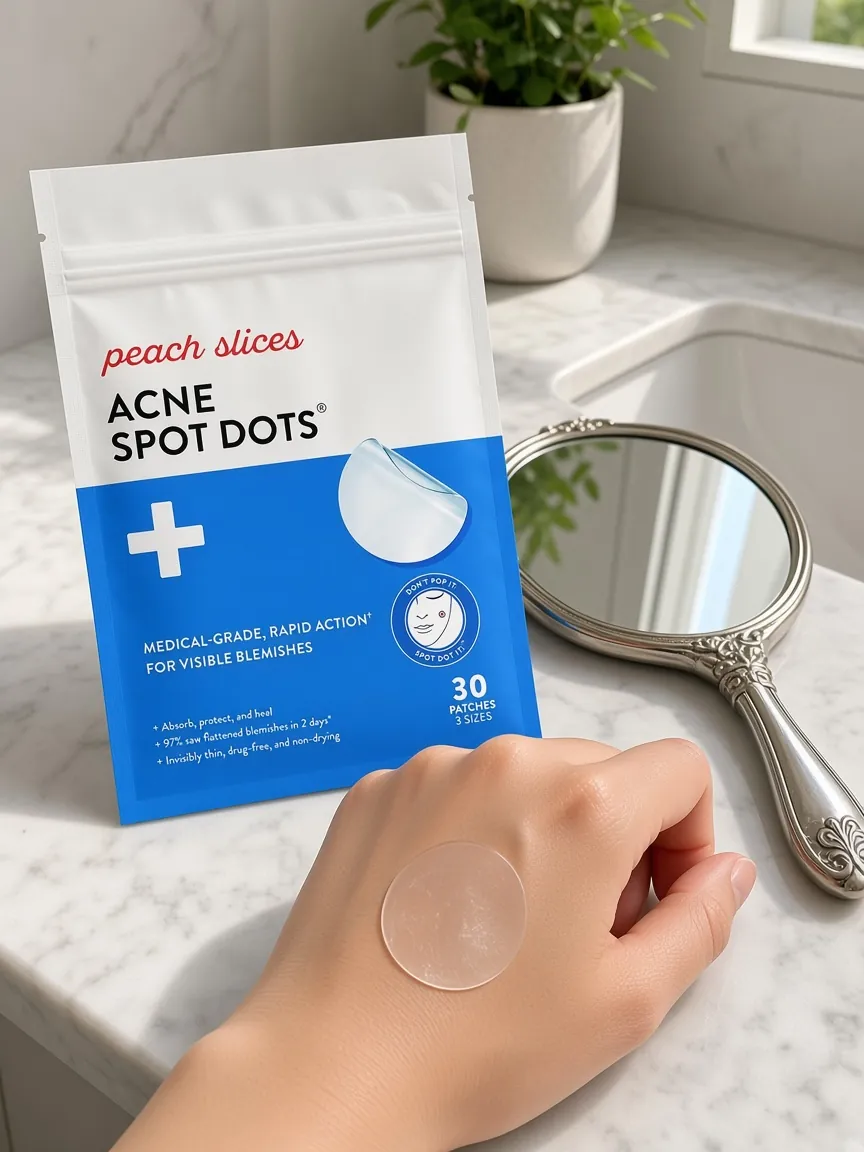 peach slices
ACNE
SPOT DOTS®
DON'T POP IT.
SPOT DOT IT!™
MEDICAL-GRADE, RAPID ACTION†
FOR VISIBLE BLEMISHES
30
PATCHES
3 SIZES
+ Absorb, protect, and heal
+ 97% saw flattened blemishes in 2 days*
+ Invisibly thin, drug-free, and non-drying